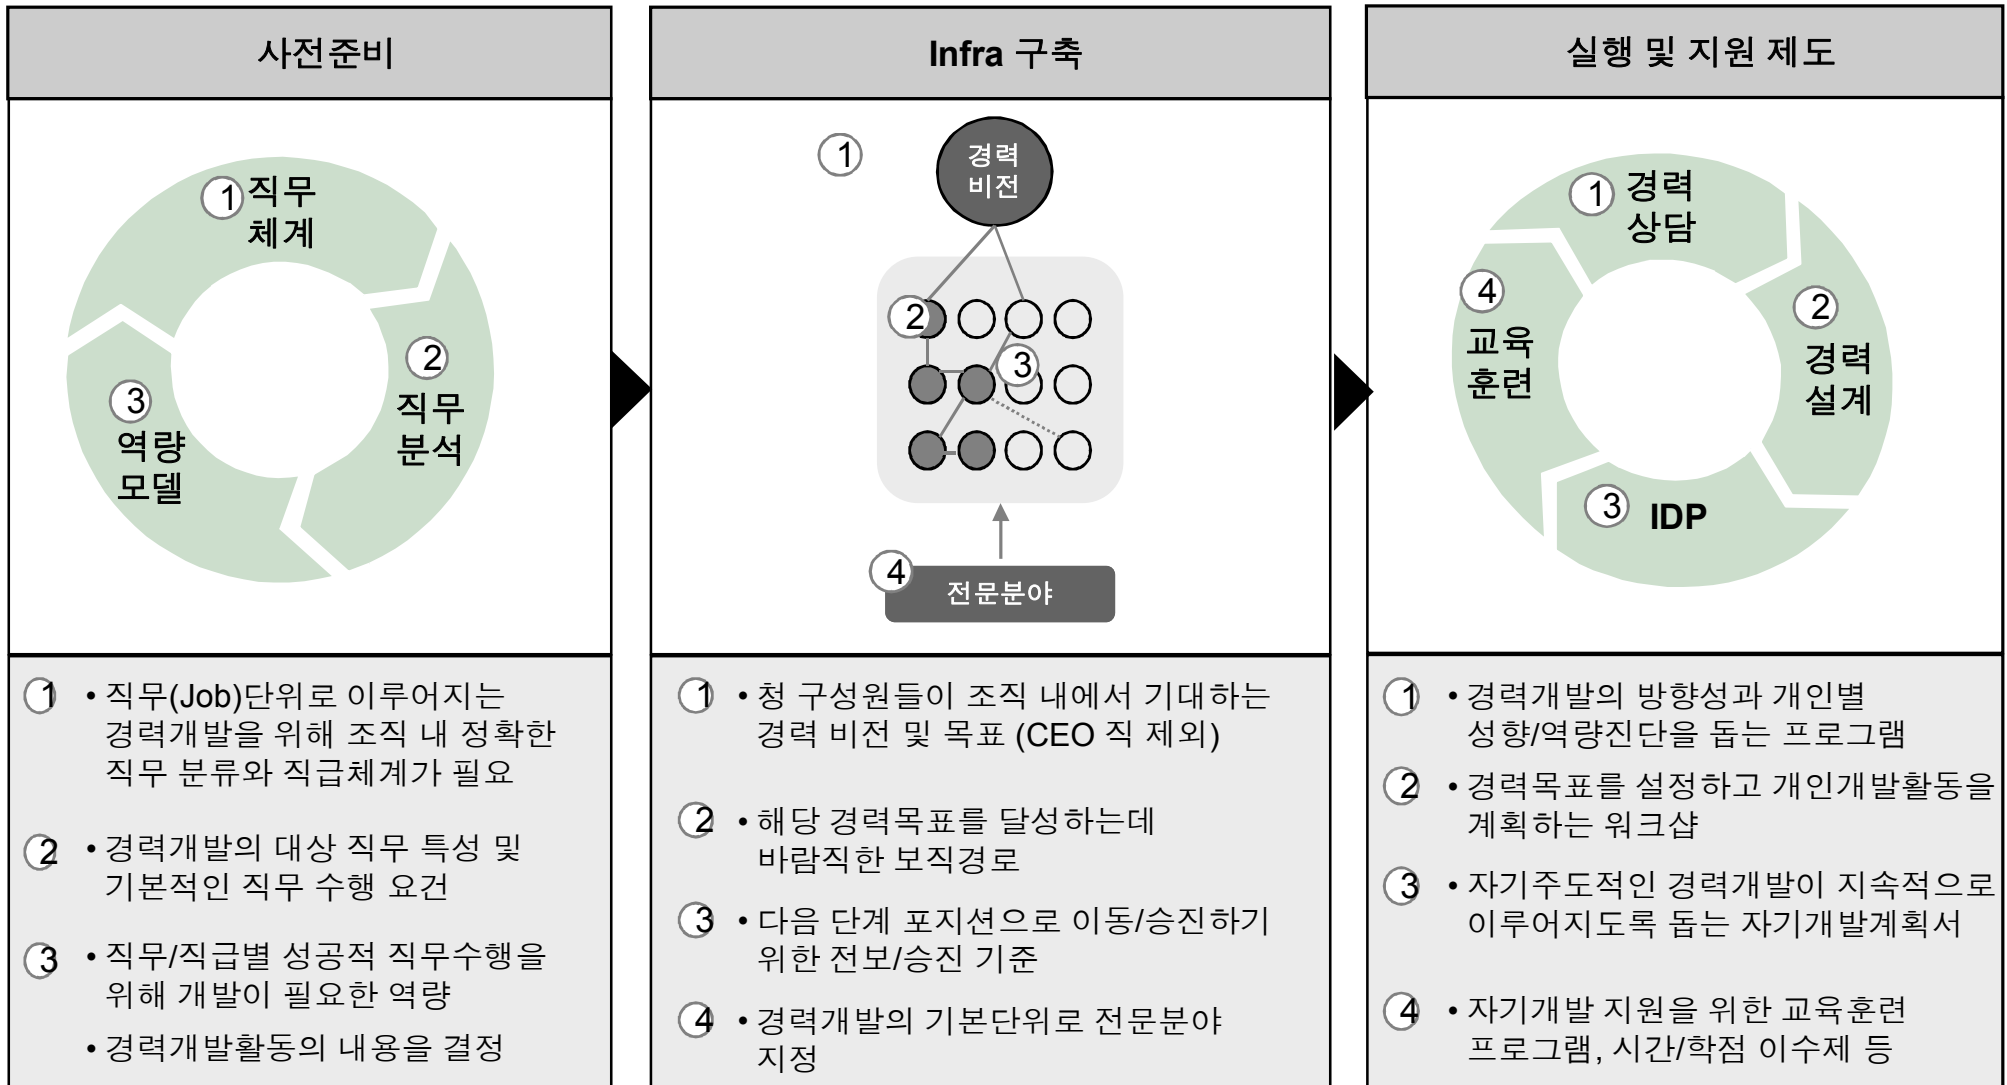 사전준비
1 직무
체계
2
직무
분석
3
역량
모델
1 • 직무(Job)단위로 이루어지는
경력개발을 위해 조직 내 정확한
직무 분류와 직급체계가 필요
2 • 경력개발의 대상 직무 특성 및
기본적인 직무 수행 요건
3 • 직무/직급별 성공적 직무수행을
위해 개발이 필요한 역량
• 경력개발활동의 내용을 결정
Infra 구축
1
경력
비전
2
3
4
전문분야
1 • 청 구성원들이 조직 내에서 기대하는
경력 비전 및 목표 (CEO 직 제외)
2 • 해당 경력목표를 달성하는데
바람직한 보직경로
3 • 다음 단계 포지션으로 이동/승진하기
위한 전보/승진 기준
4 • 경력개발의 기본단위로 전문분야
지정
실행 및 지원 제도
1 경력
상담
2
경력
설계
3 IDP
4
교육
훈련
1 • 경력개발의 방향성과 개인별
성향/역량진단을 돕는 프로그램
2 • 경력목표를 설정하고 개인개발활동을
계획하는 워크샵
3 • 자기주도적인 경력개발이 지속적으로
이루어지도록 돕는 자기개발계획서
4 • 자기개발 지원을 위한 교육훈련
프로그램, 시간/학점 이수제 등